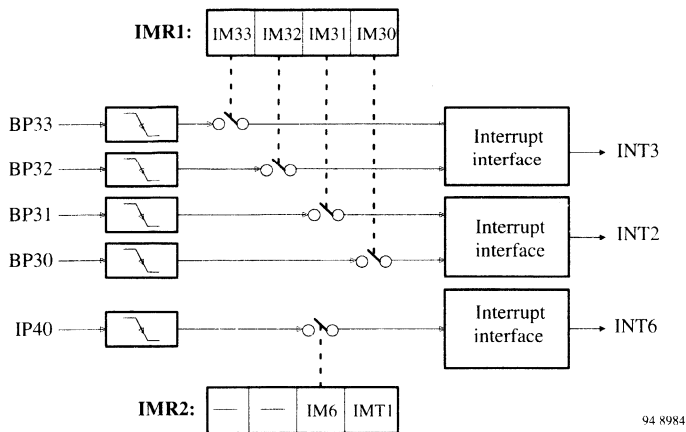 IMR1: IM33 IM32 IM31 IM30
BP33
BP32
Interrupt
interface
INT3
BP31
BP30
Interrupt
interface
INT2
IP40
Interrupt
interface
INT6
IMR2: — — IM6 IMT1
94 8984